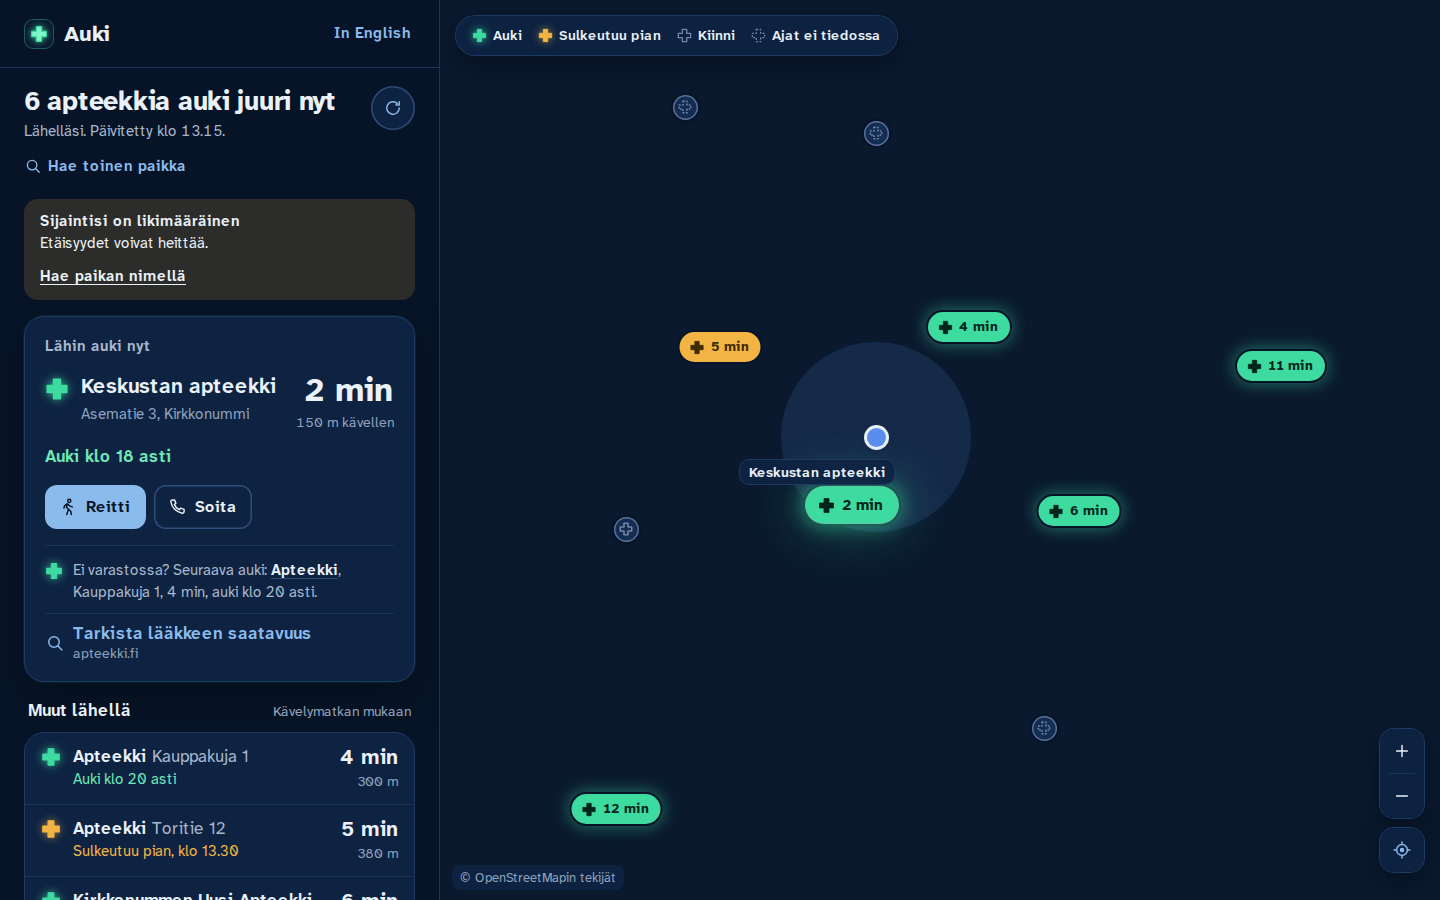 Auki
In English
6 apteekkia auki juuri nyt
Lähelläsi. Päivitetty klo 13.15.
Hae toinen paikka
Sijaintisi on likimääräinen
Etäisyydet voivat heittää.
Hae paikan nimellä
Lähin auki nyt
Keskustan apteekki
2 min
Asematie 3, Kirkkonummi
150 m kävellen
Auki klo 18 asti
Reitti
Soita
Ei varastossa? Seuraava auki: Apteekki,
Kauppakuja 1, 4 min, auki klo 20 asti.
Tarkista lääkkeen saatavuus
apteekki.fi
Muut lähellä
Kävelymatkan mukaan
Apteekki Kauppakuja 1
4 min
Auki klo 20 asti
300 m
Apteekki Toritie 12
5 min
Sulkeutuu pian, klo 13.30
380 m
Kirkkonummen Uusi Apteekki
6 min
Auki
Sulkeutuu pian
Kiinni
Ajat ei tiedossa
4 min
5 min
11 min
Keskustan apteekki
2 min
6 min
12 min
© OpenStreetMapin tekijät